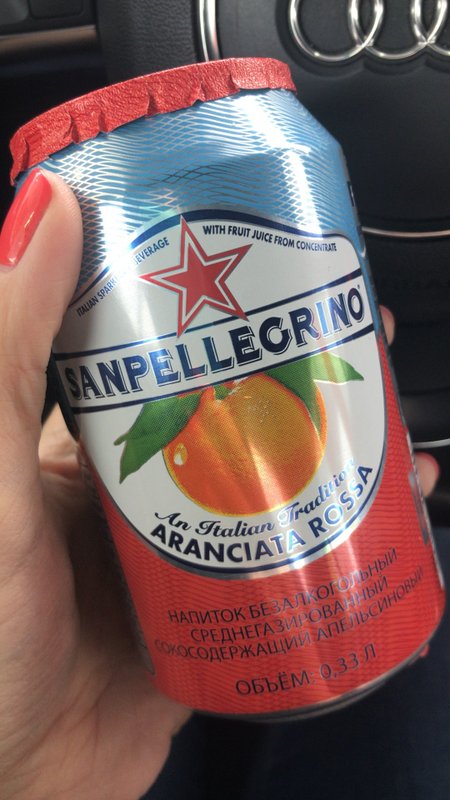 ITALIAN SPARK BEVERAGE WITH FRUIT JUICE FROM CONCENTRATE
SANPELLEGRINO
An Italian Tradition
ARANCIATA ROSSA
НАПИТОК БЕЗАЛКОГОЛЬНЫЙ
СРЕДНЕГАЗИРОВАННЫЙ
СОКОСОДЕРЖАЩИЙ АПЕЛЬСИНОВЫЙ
ОБЪЁМ: 0,33 Л